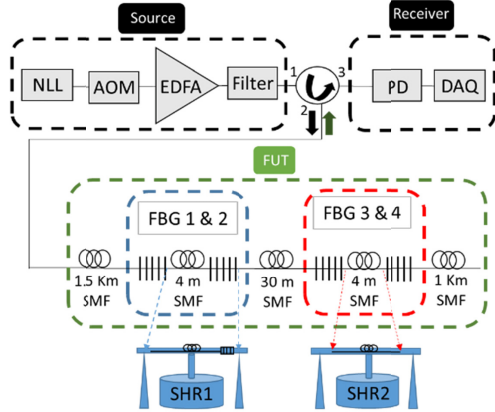 Source
Receiver
NLL
AOM
EDFA
Filter
1
3
2
PD
DAQ
FUT
FBG 1 & 2
FBG 3 & 4
1.5 Km
SMF
4 m
SMF
30 m
SMF
4 m
SMF
1 Km
SMF
SHR1
SHR2